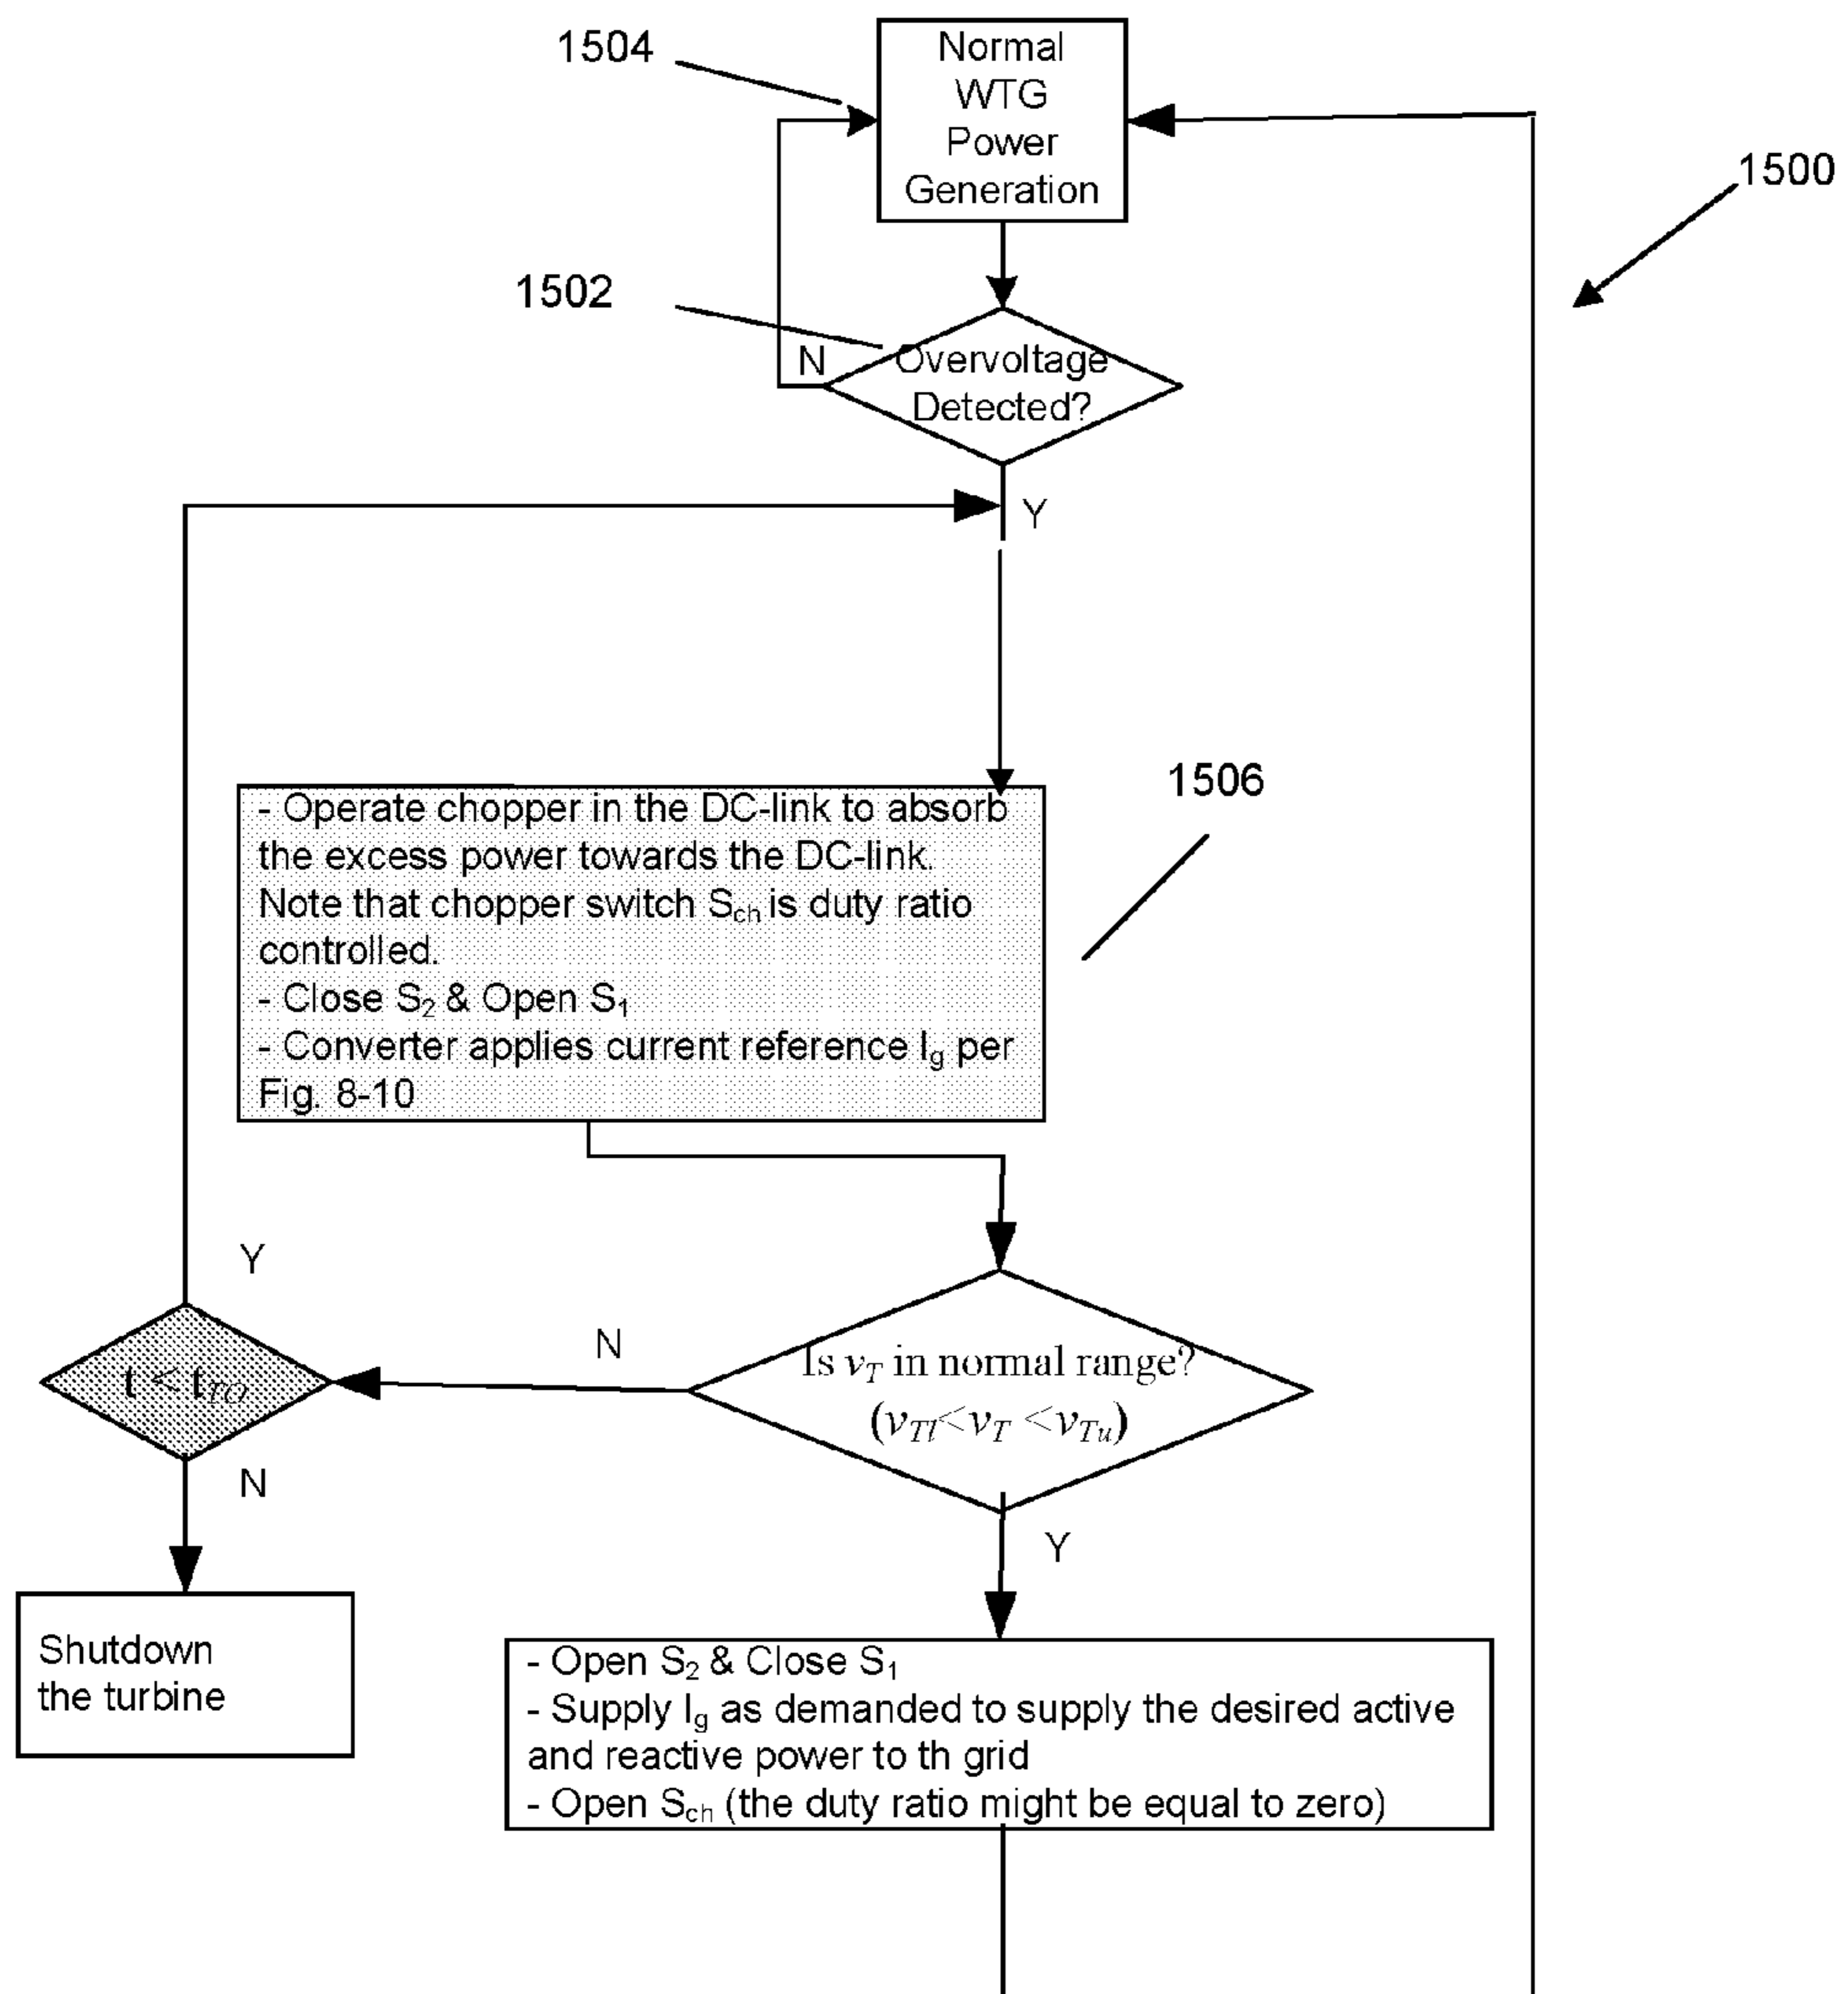 1504
Normal
WTG
Power
Generation
1500
1502
N
Overvoltage
Detected?
Y
1506
- Operate chopper in the DC-link to absorb
the excess power towards the DC-link.
Note that chopper switch Sch is duty ratio
controlled.
- Close S2 & Open S1
- Converter applies current reference Ig per
Fig. 8-10
Y
N
Is vT in normal range?
(vTl<vT <vTu)
t < tTO
N
Y
Shutdown
the turbine
- Open S2 & Close S1
- Supply Ig as demanded to supply the desired active
and reactive power to th grid
- Open Sch (the duty ratio might be equal to zero)